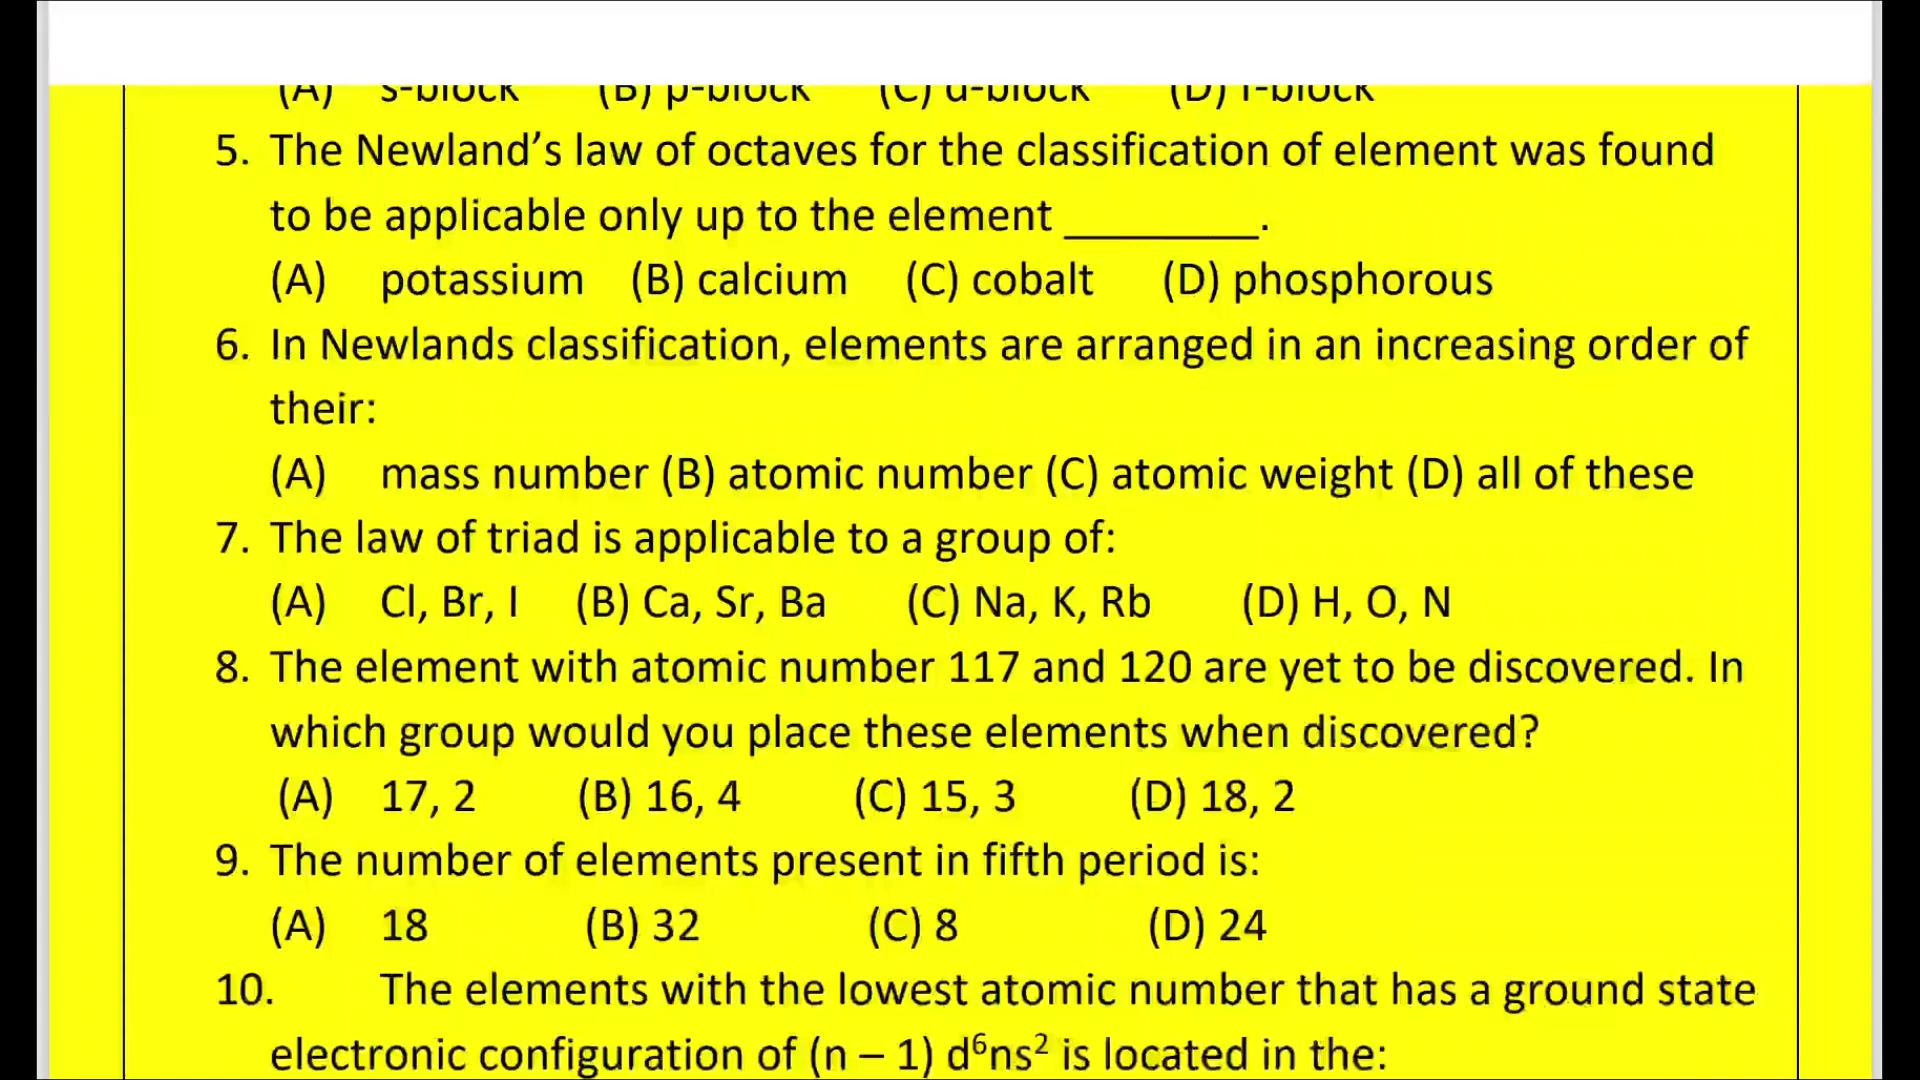 (A) s-block (B) p-block (C) d-block (D) f-block
5. The Newland’s law of octaves for the classification of element was found
to be applicable only up to the element ________.
(A) potassium (B) calcium (C) cobalt (D) phosphorous
6. In Newlands classification, elements are arranged in an increasing order of
their:
(A) mass number (B) atomic number (C) atomic weight (D) all of these
7. The law of triad is applicable to a group of:
(A) Cl, Br, I (B) Ca, Sr, Ba (C) Na, K, Rb (D) H, O, N
8. The element with atomic number 117 and 120 are yet to be discovered. In
which group would you place these elements when discovered?
(A) 17, 2 (B) 16, 4 (C) 15, 3 (D) 18, 2
9. The number of elements present in fifth period is:
(A) 18 (B) 32 (C) 8 (D) 24
10. The elements with the lowest atomic number that has a ground state
electronic configuration of (n – 1) d⁶ns² is located in the: